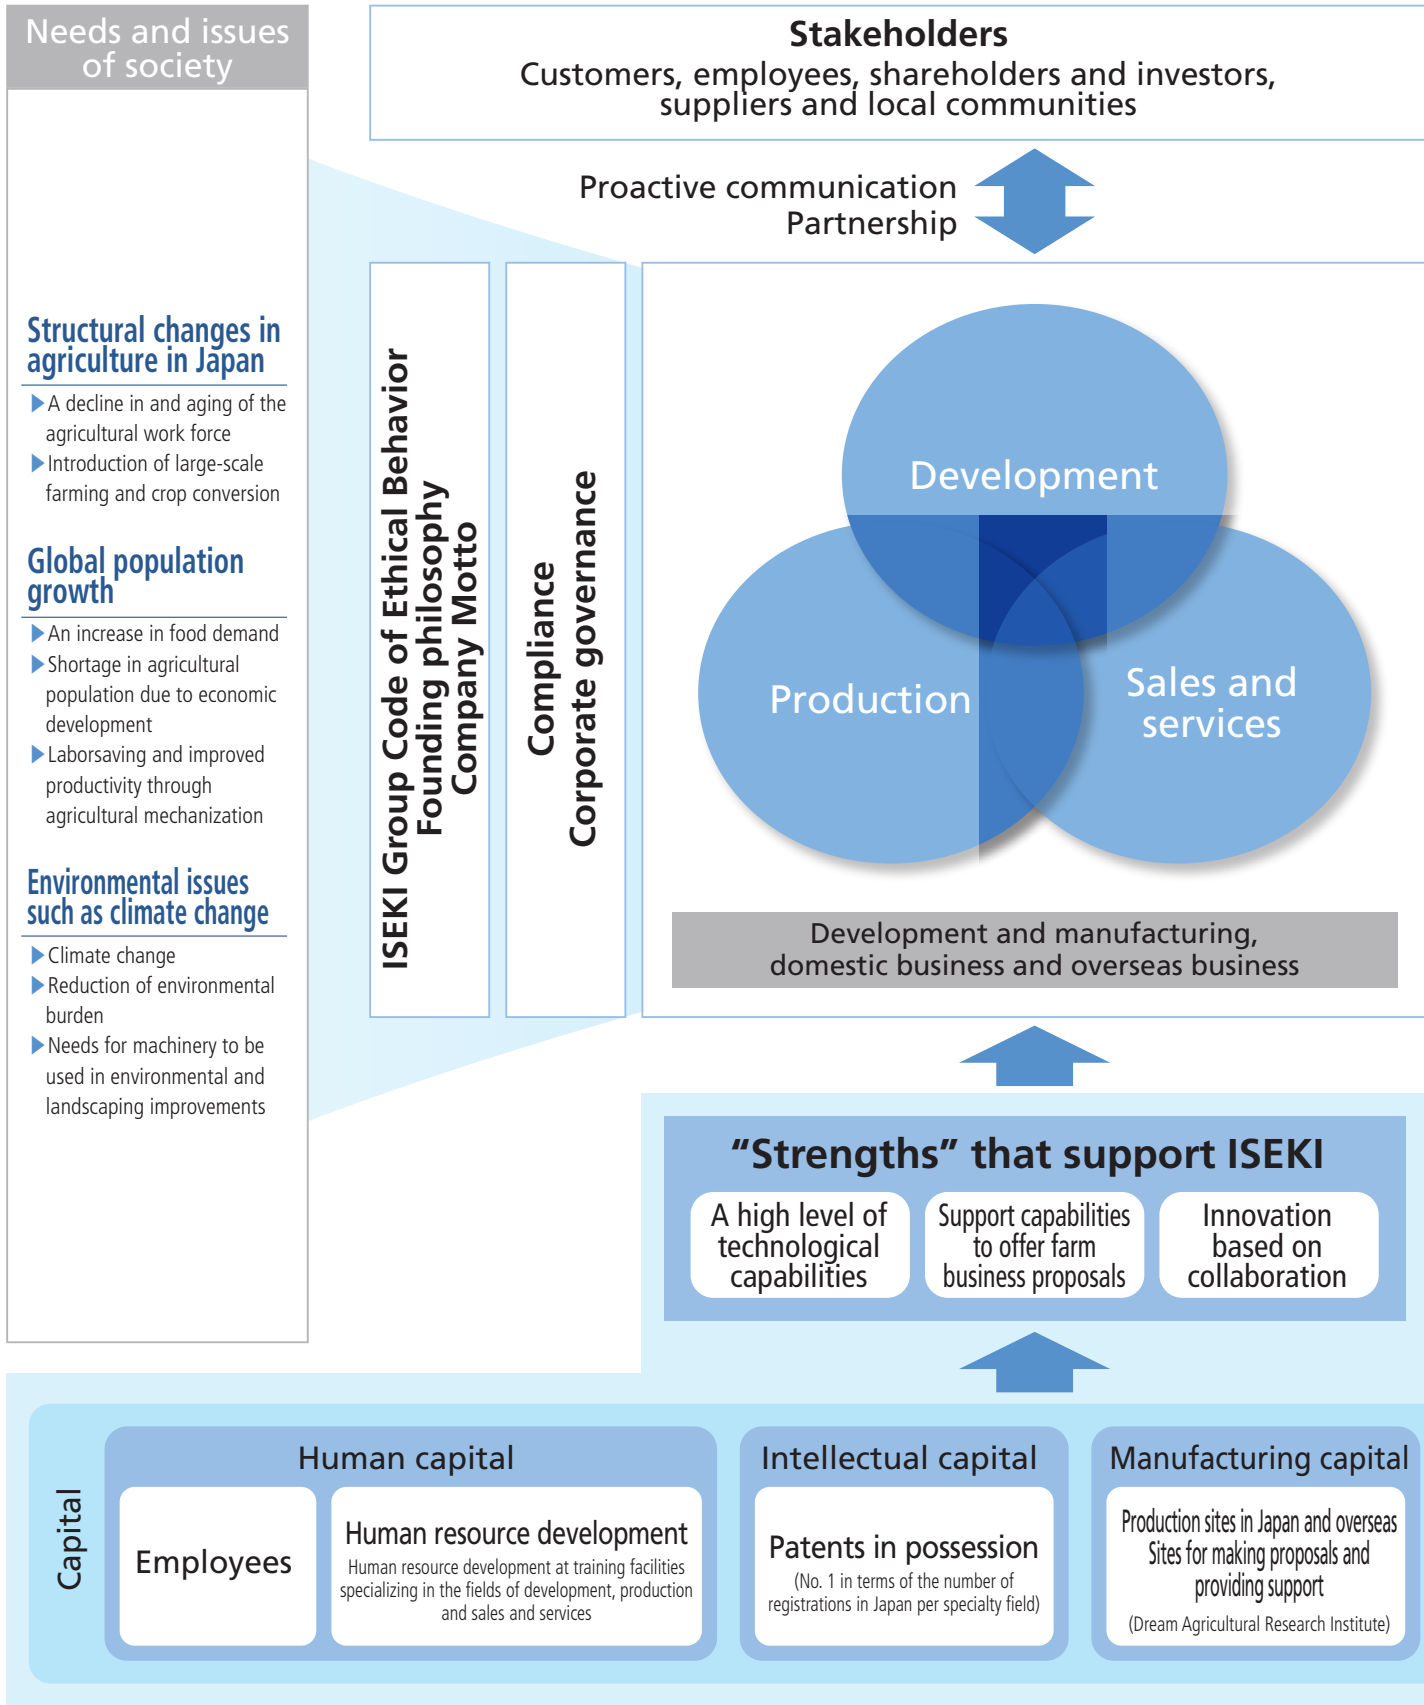 Needs and issues
of society
Structural changes in
agriculture in Japan
A decline in and aging of the
agricultural work force
Introduction of large-scale
farming and crop conversion
Global population
growth
An increase in food demand
Shortage in agricultural
population due to economic
development
Laborsaving and improved
productivity through
agricultural mechanization
Environmental issues
such as climate change
Climate change
Reduction of environmental
burden
Needs for machinery to be
used in environmental and
landscaping improvements
Stakeholders
Customers, employees, shareholders and investors,
suppliers and local communities
Proactive communication
Partnership
ISEKI Group Code of Ethical Behavior
Founding philosophy
Company Motto
Compliance
Corporate governance
Development
Production
Sales and
services
Development and manufacturing,
domestic business and overseas business
“Strengths” that support ISEKI
A high level of
technological
capabilities
Support capabilities
to offer farm
business proposals
Innovation
based on
collaboration
Capital
Human capital
Employees
Human resource development
Human resource development at training facilities
specializing in the fields of development, production
and sales and services
Intellectual capital
Patents in possession
(No. 1 in terms of the number of
registrations in Japan per specialty field)
Manufacturing capital
Production sites in Japan and overseas
Sites for making proposals and
providing support
(Dream Agricultural Research Institute)